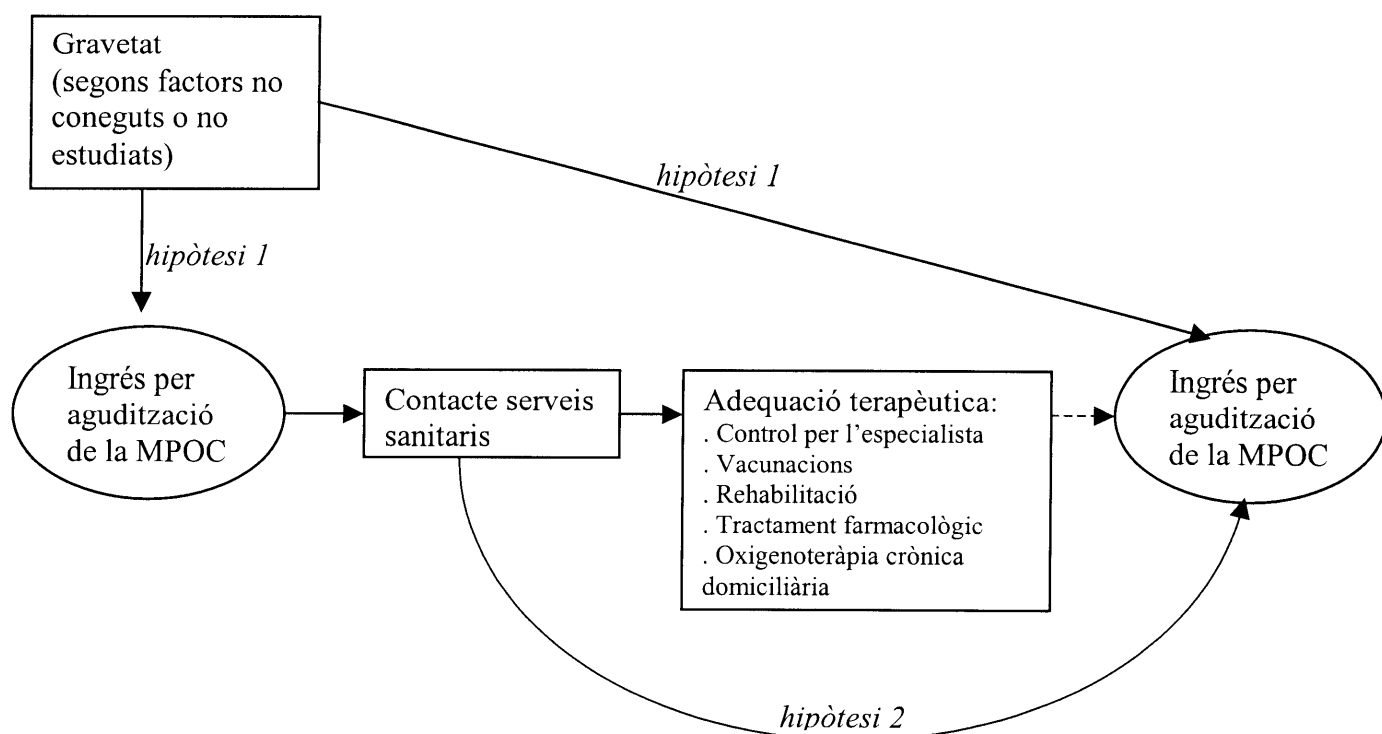 Gravetat
(segons factors no
coneguts o no
estudiats)
hipòtesi 1
hipòtesi 1
Ingrés per
agudització
de la MPOC
Contacte serveis
sanitaris
Adequació terapèutica:
. Control per l'especialista
. Vacunacions
. Rehabilitació
. Tractament farmacològic
. Oxigenoteràpia crònica
domiciliària
Ingrés per
agudització
de la MPOC
hipòtesi 2